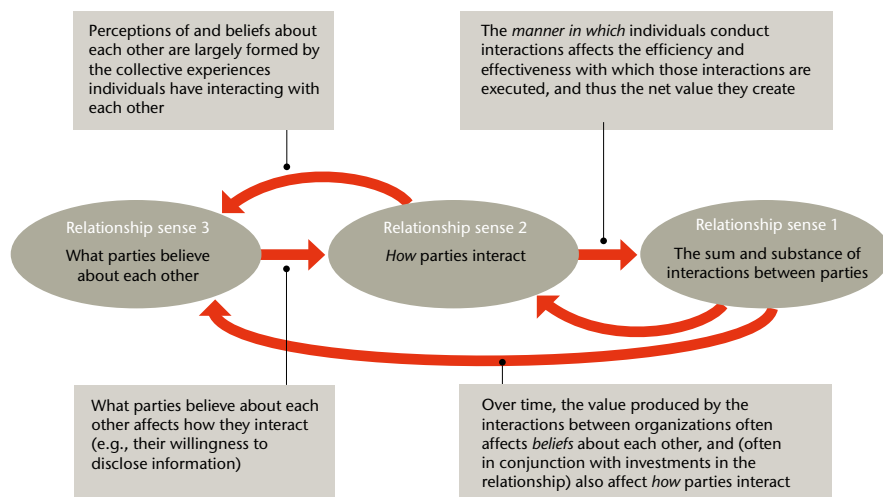 Perceptions of and beliefs about
each other are largely formed by
the collective experiences
individuals have interacting with
each other
The manner in which individuals conduct
interactions affects the efficiency and
effectiveness with which those interactions are
executed, and thus the net value they create
Relationship sense 3
What parties believe
about each other
Relationship sense 2
How parties interact
Relationship sense 1
The sum and substance of
interactions between parties
What parties believe about each
other affects how they interact
(e.g., their willingness to
disclose information)
Over time, the value produced by the
interactions between organizations often
affects beliefs about each other, and (often
in conjunction with investments in the
relationship) also affect how parties interact